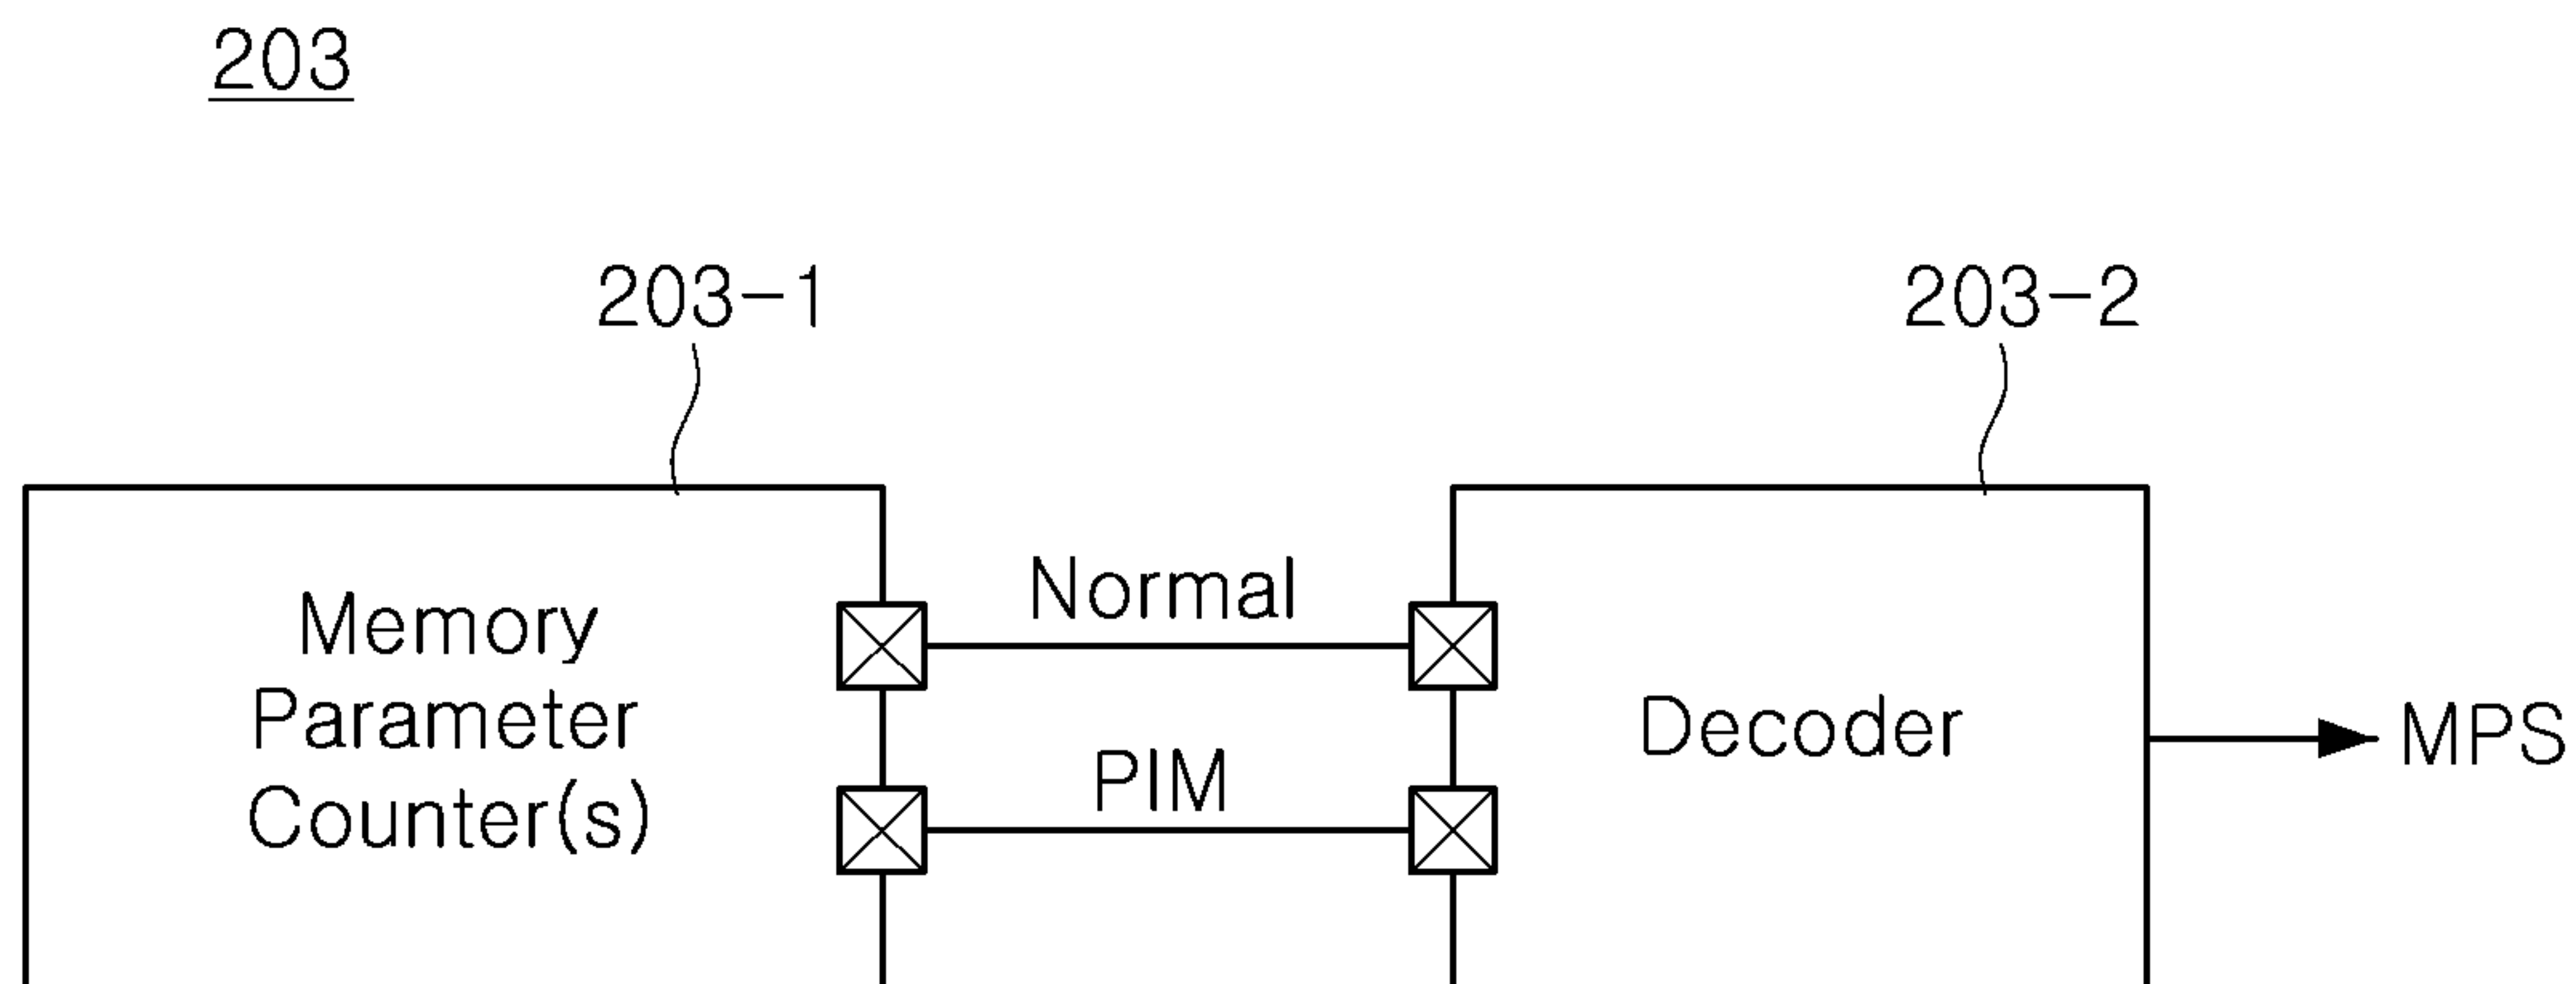 203
203-1
203-2
Memory
Parameter
Counter(s)
Normal
PIM
Decoder
MPS